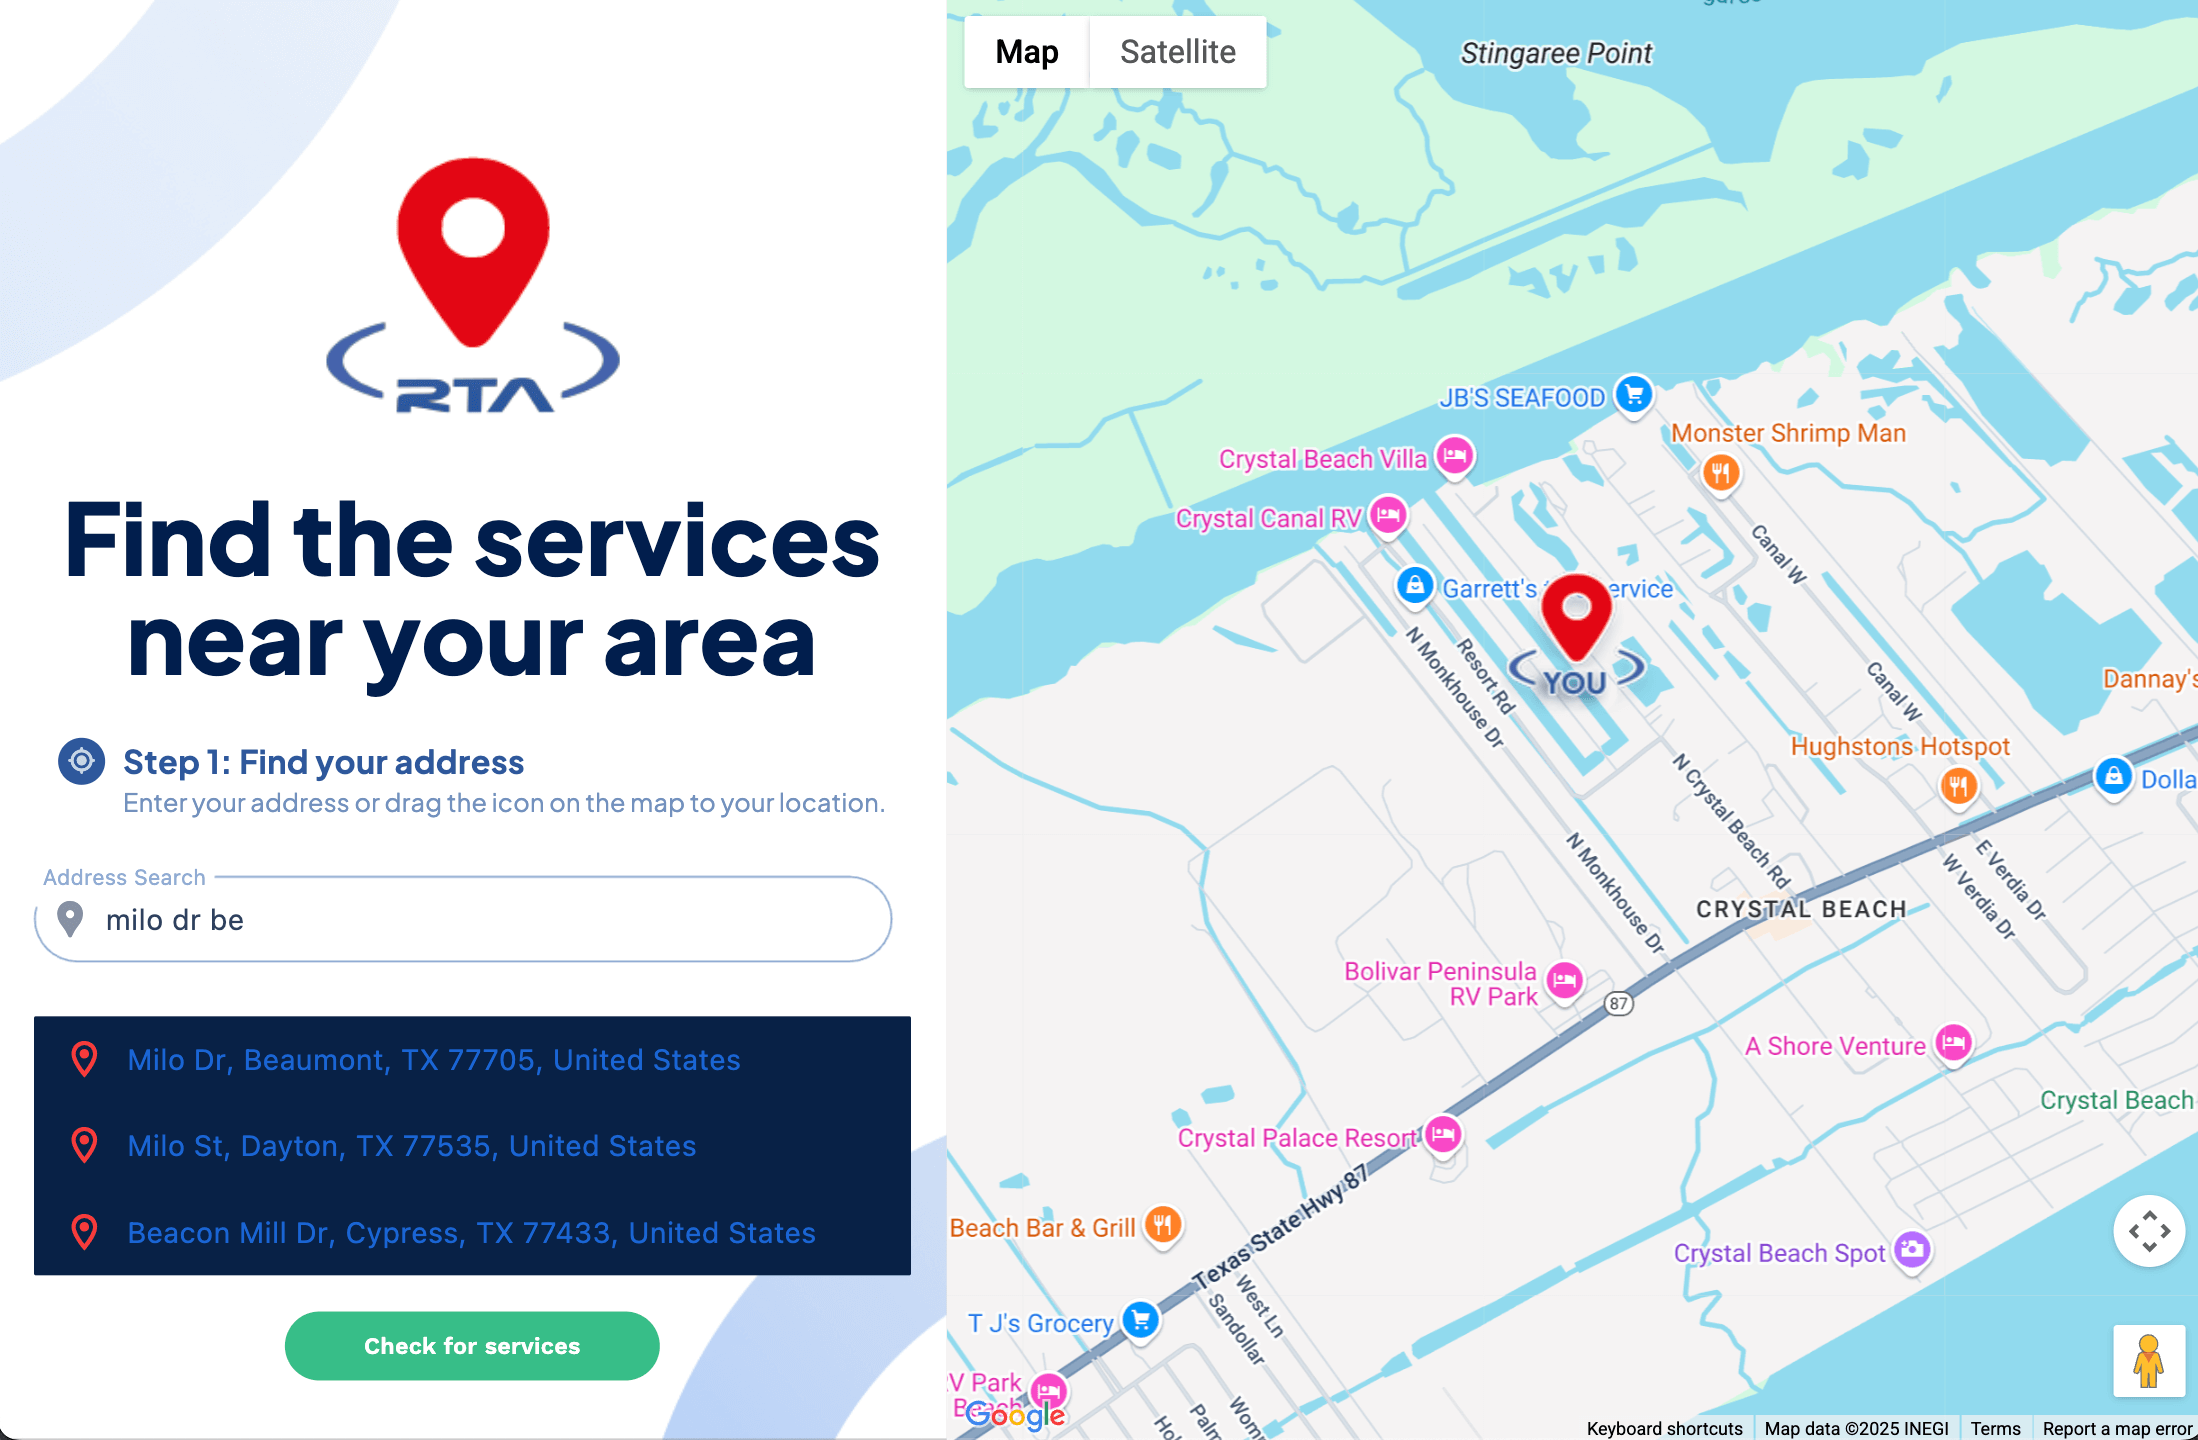 RTA
Find the services
near your area
Step 1: Find your address
Enter your address or drag the icon on the map to your location.
Address Search
milo dr be
Milo Dr, Beaumont, TX 77705, United States
Milo St, Dayton, TX 77535, United States
Beacon Mill Dr, Cypress, TX 77433, United States
Check for services
Map
Satellite
Stingaree Point
JB'S SEAFOOD
Monster Shrimp Man
Crystal Beach Villa
Crystal Canal RV
Canal W
Garrett's
YOU
N Monkhouse Dr
Resort Rd
Canal W
Dannay's
Hughstons Hotspot
N Crystal Beach Rd
Dolla
N Monkhouse Dr
W Verdia Dr
E Verdia Dr
CRYSTAL BEACH
Bolivar Peninsula
RV Park
87
A Shore Venture
Crystal Beach
Crystal Palace Resort
Texas State Hwy 87
Beach Bar & Grill
Crystal Beach Spot
West Ln
Sandollar
T J's Grocery
V Park
Beach
Google
Keyboard shortcuts
Map data ©2025 INEGI
Terms
Report a map error